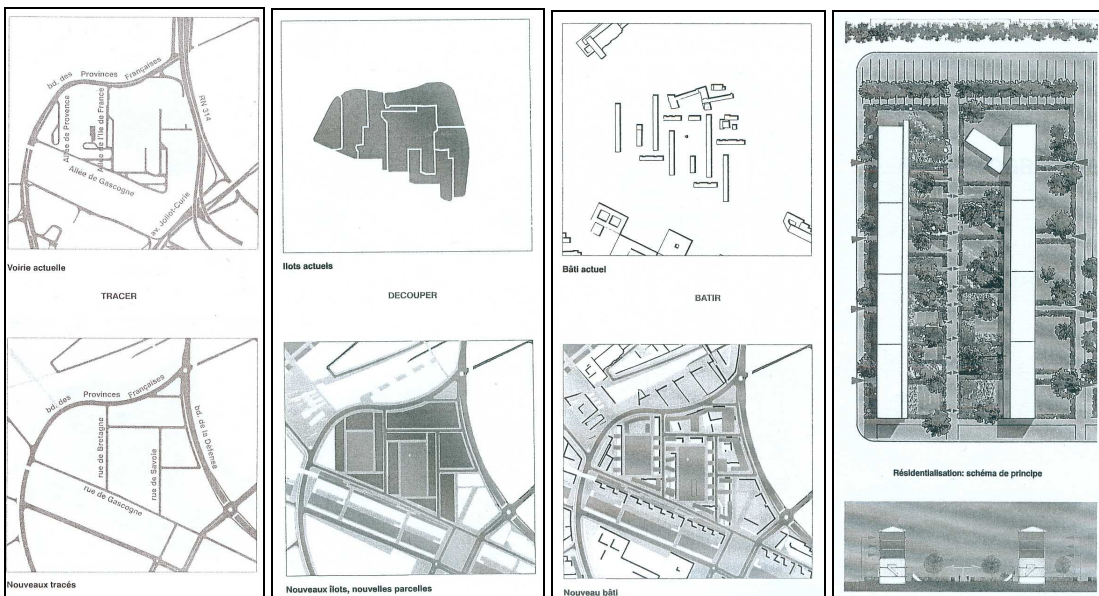 bd. des Provinces Françaises
Allée de Provence
Allée de l'Ile de France
RN 314
Allée de Gascogne
av. Joliot-Curie
Voirie actuelle
TRACER
bd. des Provinces Françaises
rue de Bretagne
bd. de la Défense
rue de Savoie
rue de Gascogne
Nouveaux tracés
Ilots actuels
DECOUPER
Nouveaux îlots, nouvelles parcelles
Bâti actuel
BATIR
Nouveau bâti
Résidentialisation: schéma de principe